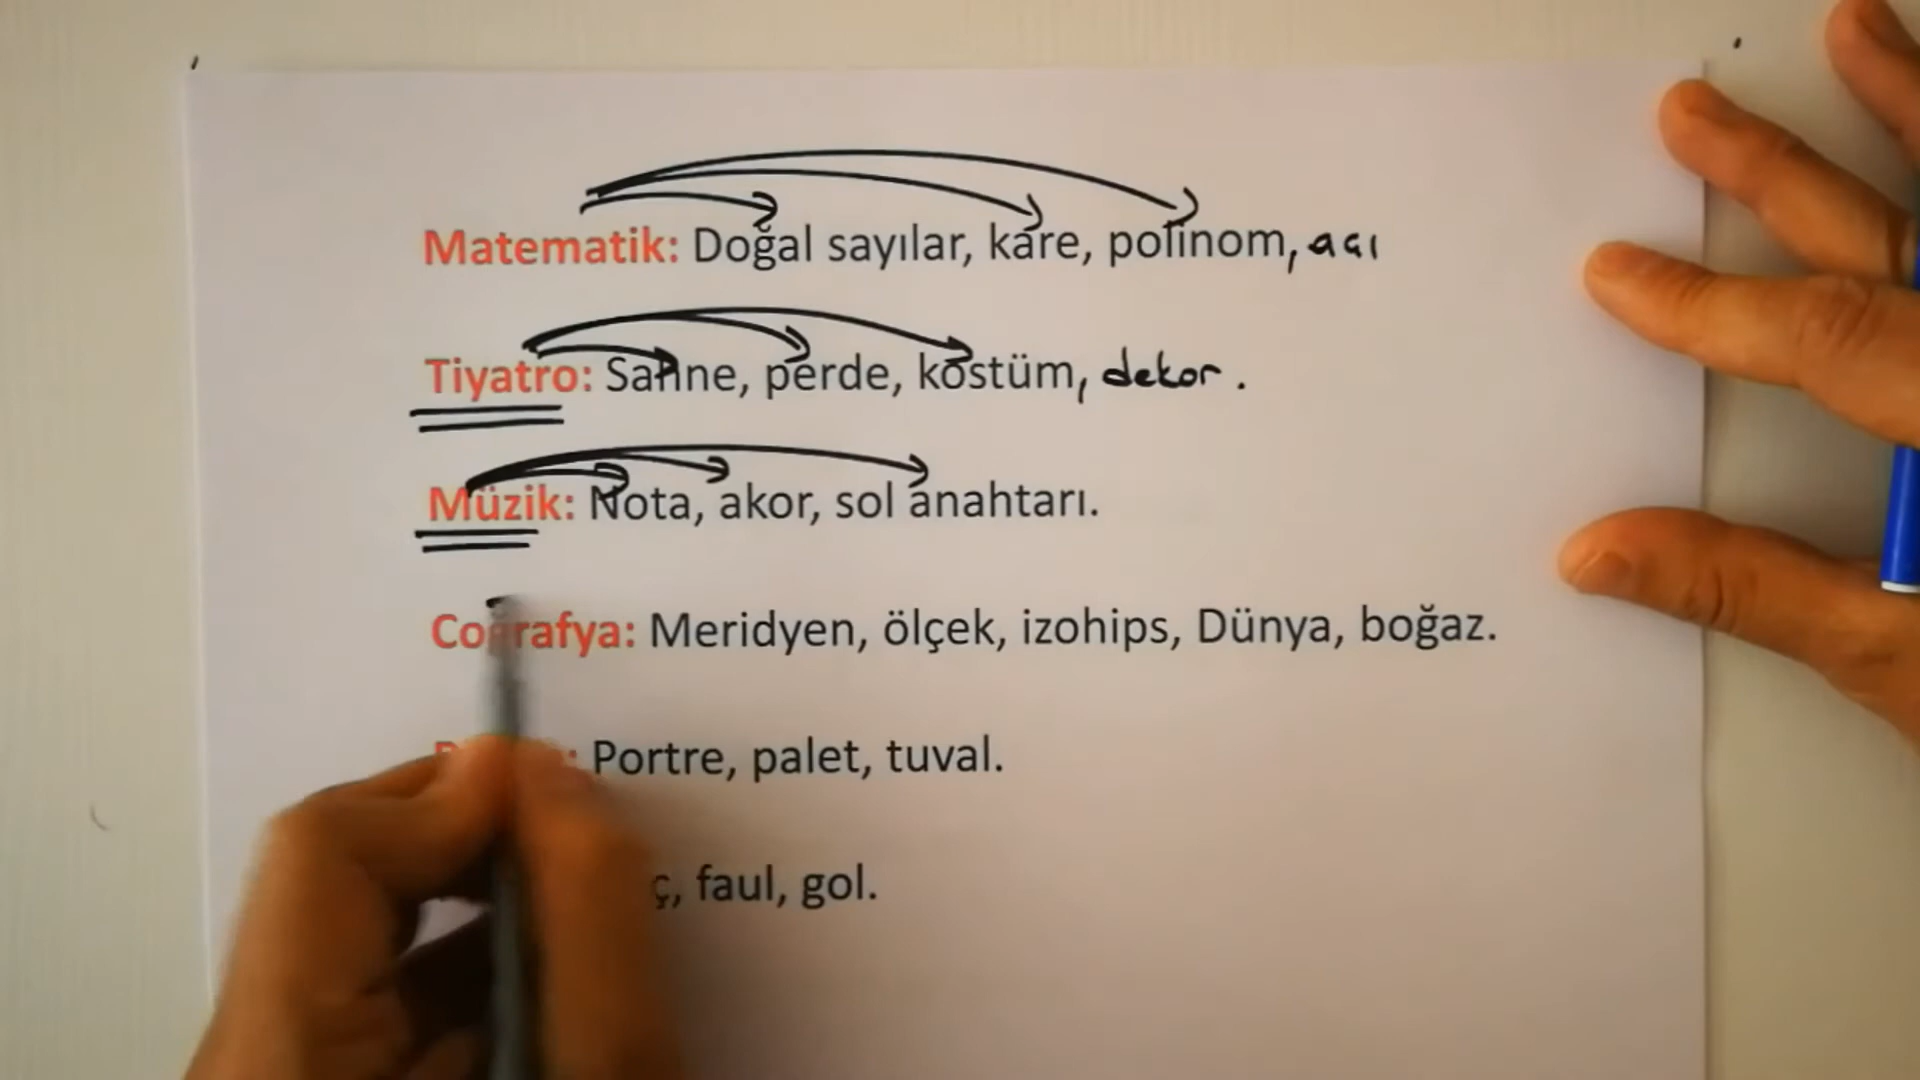 Matematik: Doğal sayılar, kare, polinom, açı
Tiyatro: Sahne, perde, kostüm, dekor.
Müzik: Nota, akor, sol anahtarı.
Coğrafya: Meridyen, ölçek, izohips, Dünya, boğaz.
Portre, palet, tuval.
faul, gol.